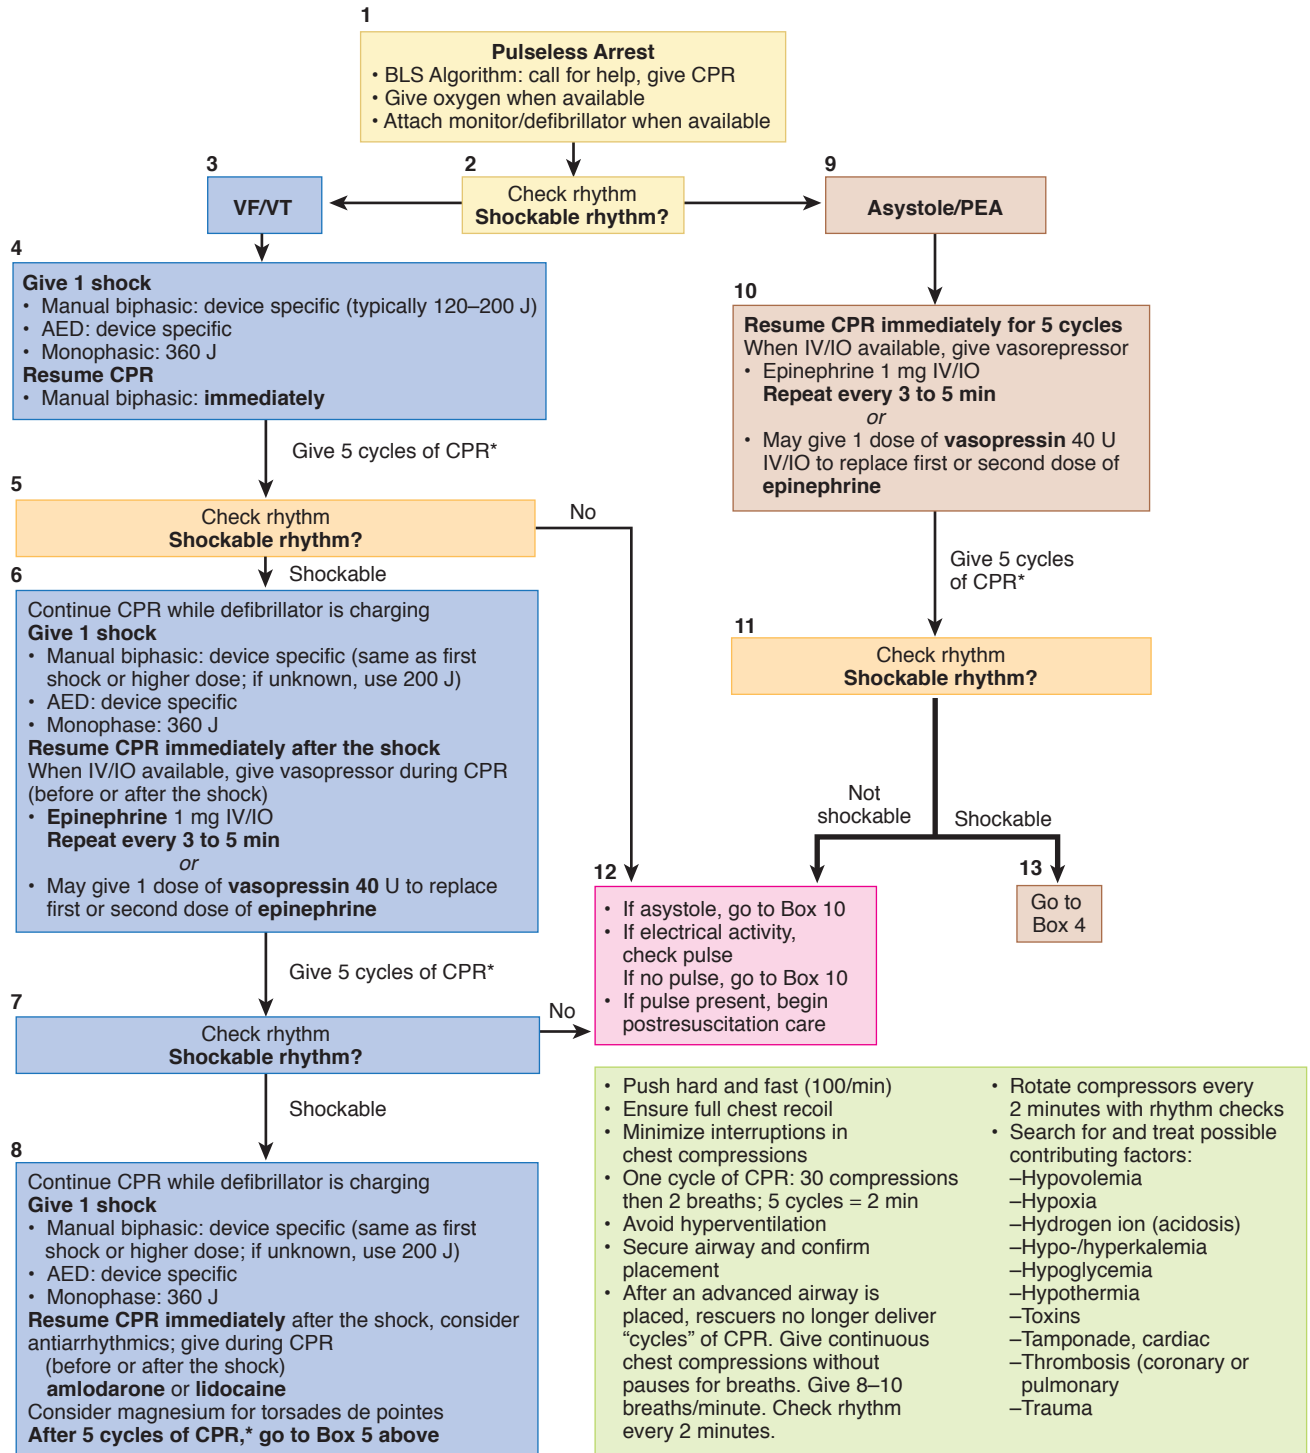 1
Pulseless Arrest
• BLS Algorithm: call for help, give CPR
• Give oxygen when available
• Attach monitor/defibrillator when available
2
Check rhythm
Shockable rhythm?
3
VF/VT
9
Asystole/PEA
4
Give 1 shock
• Manual biphasic: device specific (typically 120–200 J)
• AED: device specific
• Monophasic: 360 J
Resume CPR
• Manual biphasic: immediately
Give 5 cycles of CPR*
5
Check rhythm
Shockable rhythm?
No
Shockable
6
Continue CPR while defibrillator is charging
Give 1 shock
• Manual biphasic: device specific (same as first
shock or higher dose; if unknown, use 200 J)
• AED: device specific
• Monophase: 360 J
Resume CPR immediately after the shock
When IV/IO available, give vasopressor during CPR
(before or after the shock)
• Epinephrine 1 mg IV/IO
Repeat every 3 to 5 min
or
• May give 1 dose of vasopressin 40 U to replace
first or second dose of epinephrine
Give 5 cycles of CPR*
7
Check rhythm
Shockable rhythm?
No
Shockable
8
Continue CPR while defibrillator is charging
Give 1 shock
• Manual biphasic: device specific (same as first
shock or higher dose; if unknown, use 200 J)
• AED: device specific
• Monophase: 360 J
Resume CPR immediately after the shock, consider
antiarrhythmics; give during CPR
(before or after the shock)
amlodarone or lidocaine
Consider magnesium for torsades de pointes
After 5 cycles of CPR,* go to Box 5 above
10
Resume CPR immediately for 5 cycles
When IV/IO available, give vasorepressor
• Epinephrine 1 mg IV/IO
Repeat every 3 to 5 min
or
• May give 1 dose of vasopressin 40 U
IV/IO to replace first or second dose of
epinephrine
Give 5 cycles
of CPR*
11
Check rhythm
Shockable rhythm?
Not
shockable
Shockable
12
• If asystole, go to Box 10
• If electrical activity,
check pulse
If no pulse, go to Box 10
• If pulse present, begin
postresuscitation care
13
Go to
Box 4
• Push hard and fast (100/min)
• Ensure full chest recoil
• Minimize interruptions in
chest compressions
• One cycle of CPR: 30 compressions
then 2 breaths; 5 cycles = 2 min
• Avoid hyperventilation
• Secure airway and confirm
placement
• After an advanced airway is
placed, rescuers no longer deliver
“cycles” of CPR. Give continuous
chest compressions without
pauses for breaths. Give 8–10
breaths/minute. Check rhythm
every 2 minutes.
• Rotate compressors every
2 minutes with rhythm checks
• Search for and treat possible
contributing factors:
–Hypovolemia
–Hypoxia
–Hydrogen ion (acidosis)
–Hypo-/hyperkalemia
–Hypoglycemia
–Hypothermia
–Toxins
–Tamponade, cardiac
–Thrombosis (coronary or
pulmonary
–Trauma